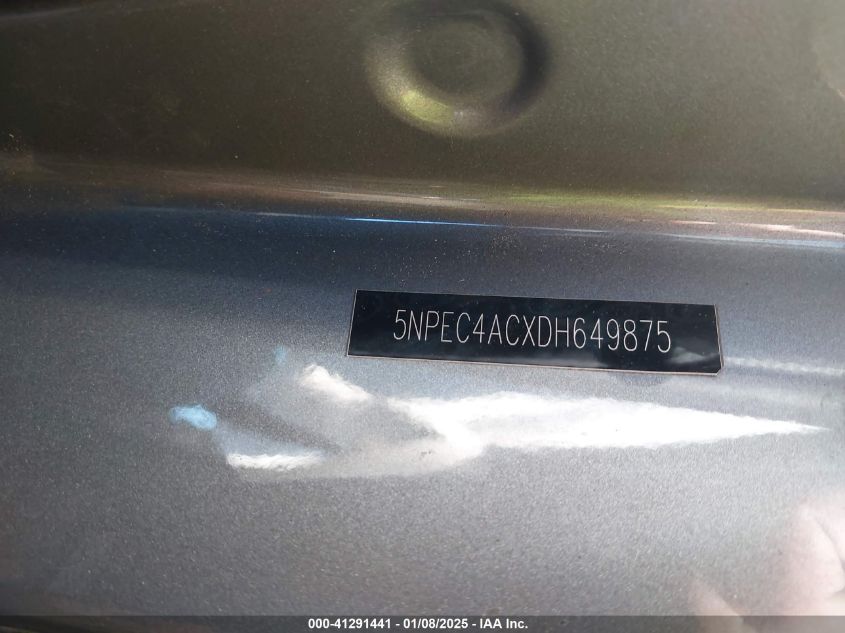 5NPEC4ACXDH649875
000-41291441 - 01/08/2025 - IAA Inc.